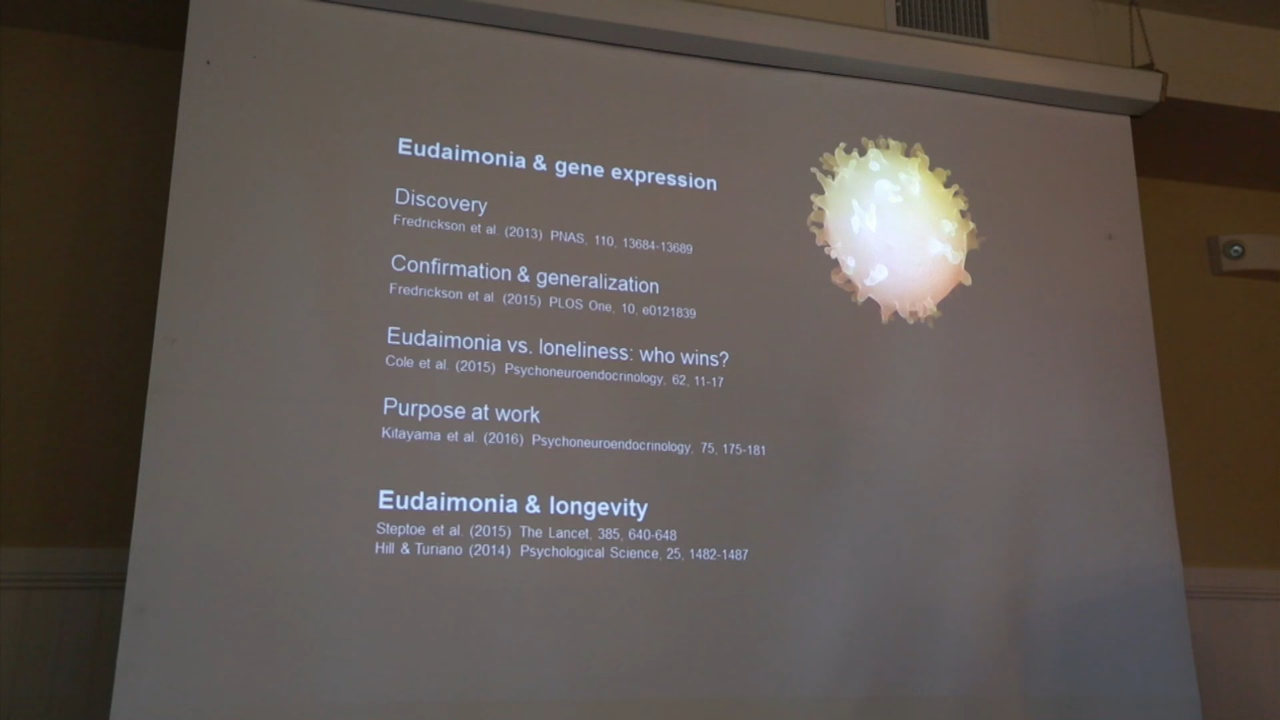 Eudaimonia & gene expression
Discovery
Fredrickson et al. (2013) PNAS, 110, 13684-13689
Confirmation & generalization
Fredrickson et al. (2015) PLOS One, 10, e0121839
Eudaimonia vs. loneliness: who wins?
Cole et al. (2015) Psychoneuroendocrinology, 62, 11-17
Purpose at work
Kitayama et al. (2016) Psychoneuroendocrinology, 75, 175-181
Eudaimonia & longevity
Steptoe et al. (2015) The Lancet, 385, 640-648
Hill & Turiano (2014) Psychological Science, 25, 1482-1487